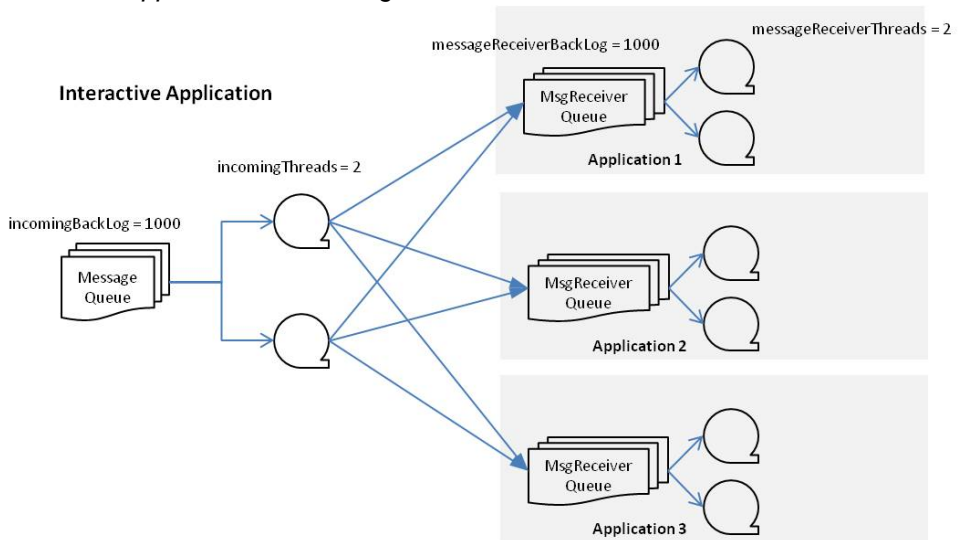 messageReceiverThreads = 2
messageReceiverBackLog = 1000
Interactive Application
MsgReceiver
Queue
Application 1
incomingThreads = 2
incomingBackLog = 1000
Message
Queue
MsgReceiver
Queue
Application 2
MsgReceiver
Queue
Application 3